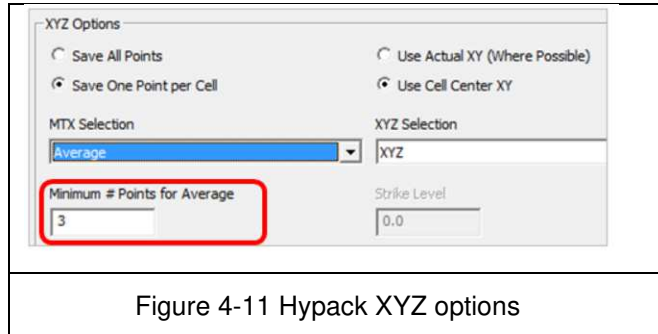 XYZ Options
Save All Points
Use Actual XY (Where Possible)
Save One Point per Cell
Use Cell Center XY
MTX Selection
XYZ Selection
Average
XYZ
Minimum # Points for Average
Strike Level
3
0.0
Figure 4-11 Hypack XYZ options